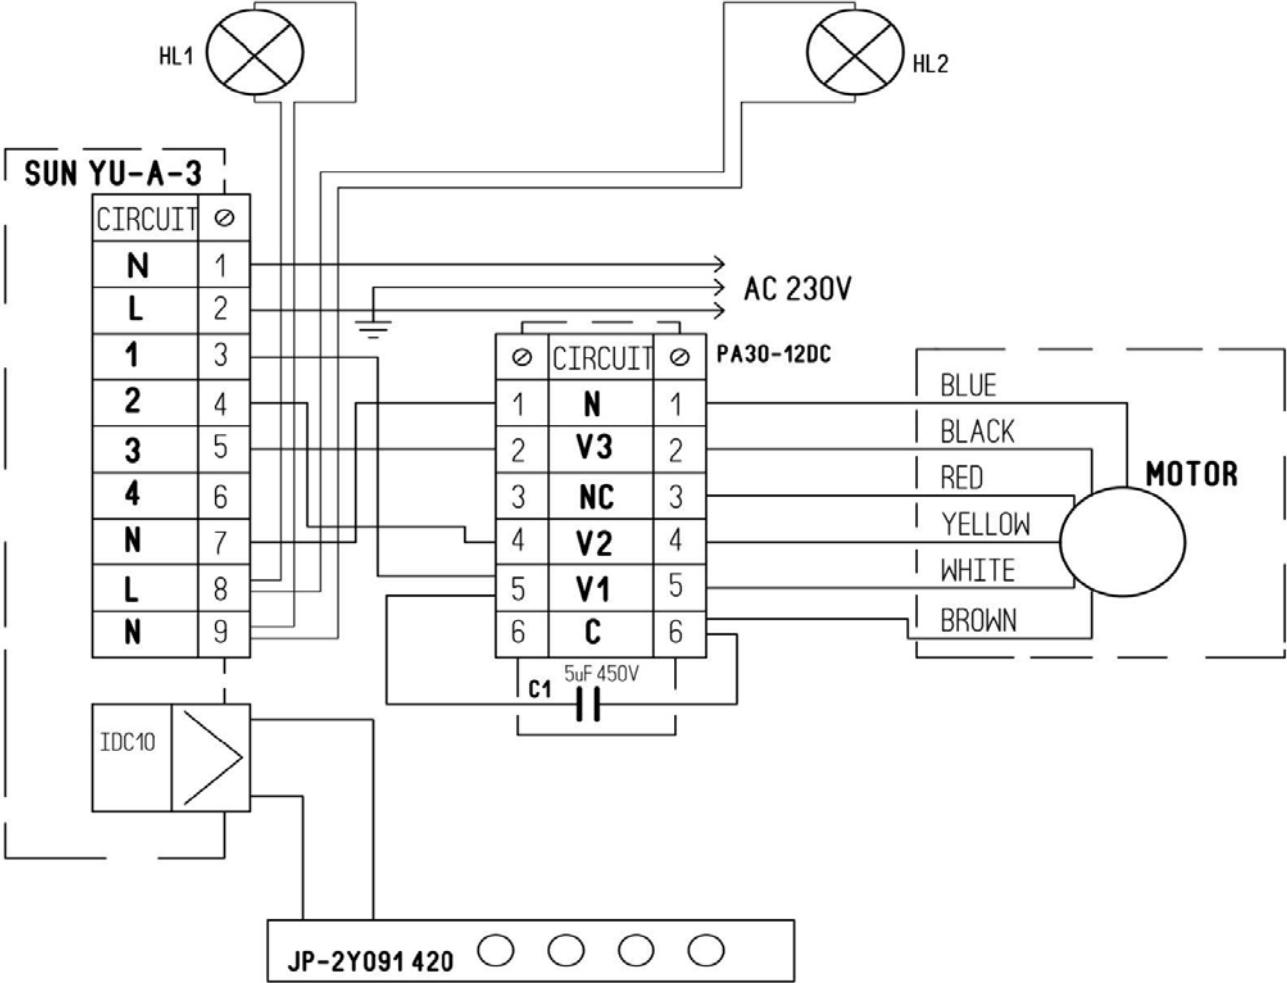 HL1
HL2
SUN YU-A-3
CIRCUIT
N 1
L 2
1 3
2 4
3 5
4 6
N 7
L 8
N 9
AC 230V
PA30-12DC
CIRCUIT
1 N 1
2 V3 2
3 NC 3
4 V2 4
5 V1 5
6 C 6
C1 5uF 450V
BLUE
BLACK
RED
YELLOW
WHITE
BROWN
MOTOR
IDC10
JP-2Y091 420